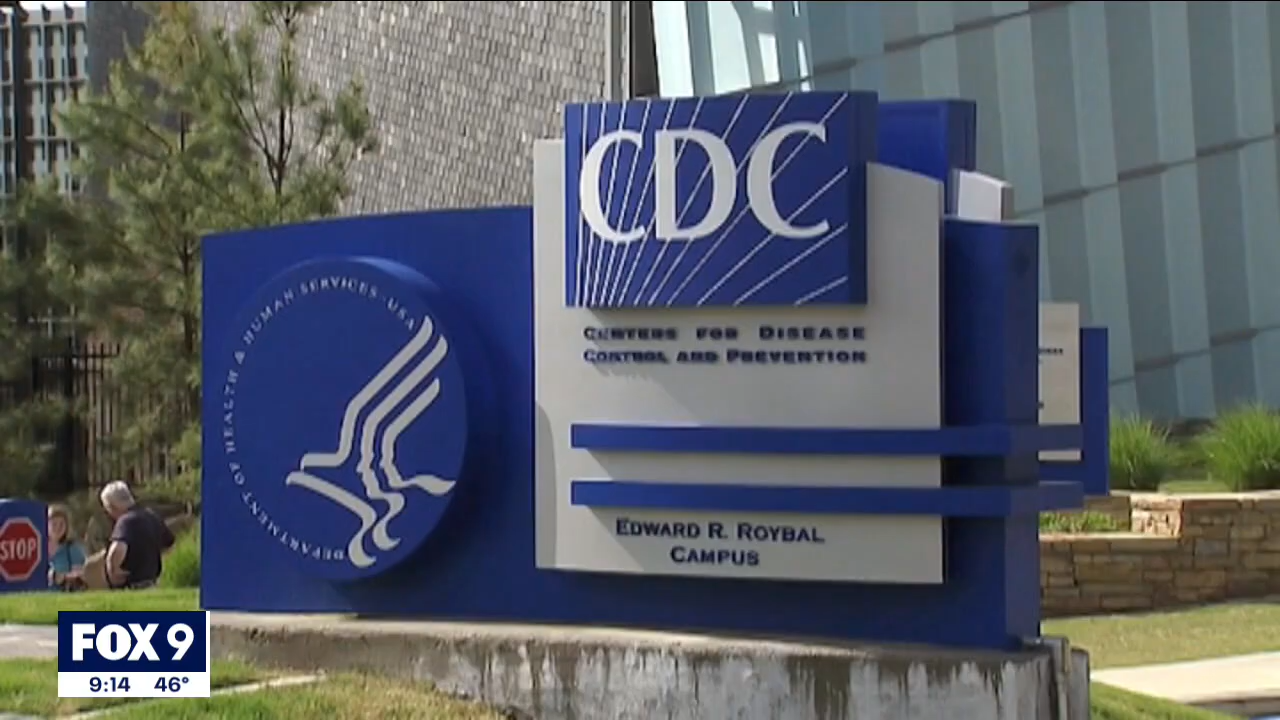 CDC
CENTERS FOR DISEASE
CONTROL AND PREVENTION
EDWARD R. ROYBAL
CAMPUS
DEPARTMENT OF HEALTH & HUMAN SERVICES · USA
STOP
FOX 9
9:14 46°